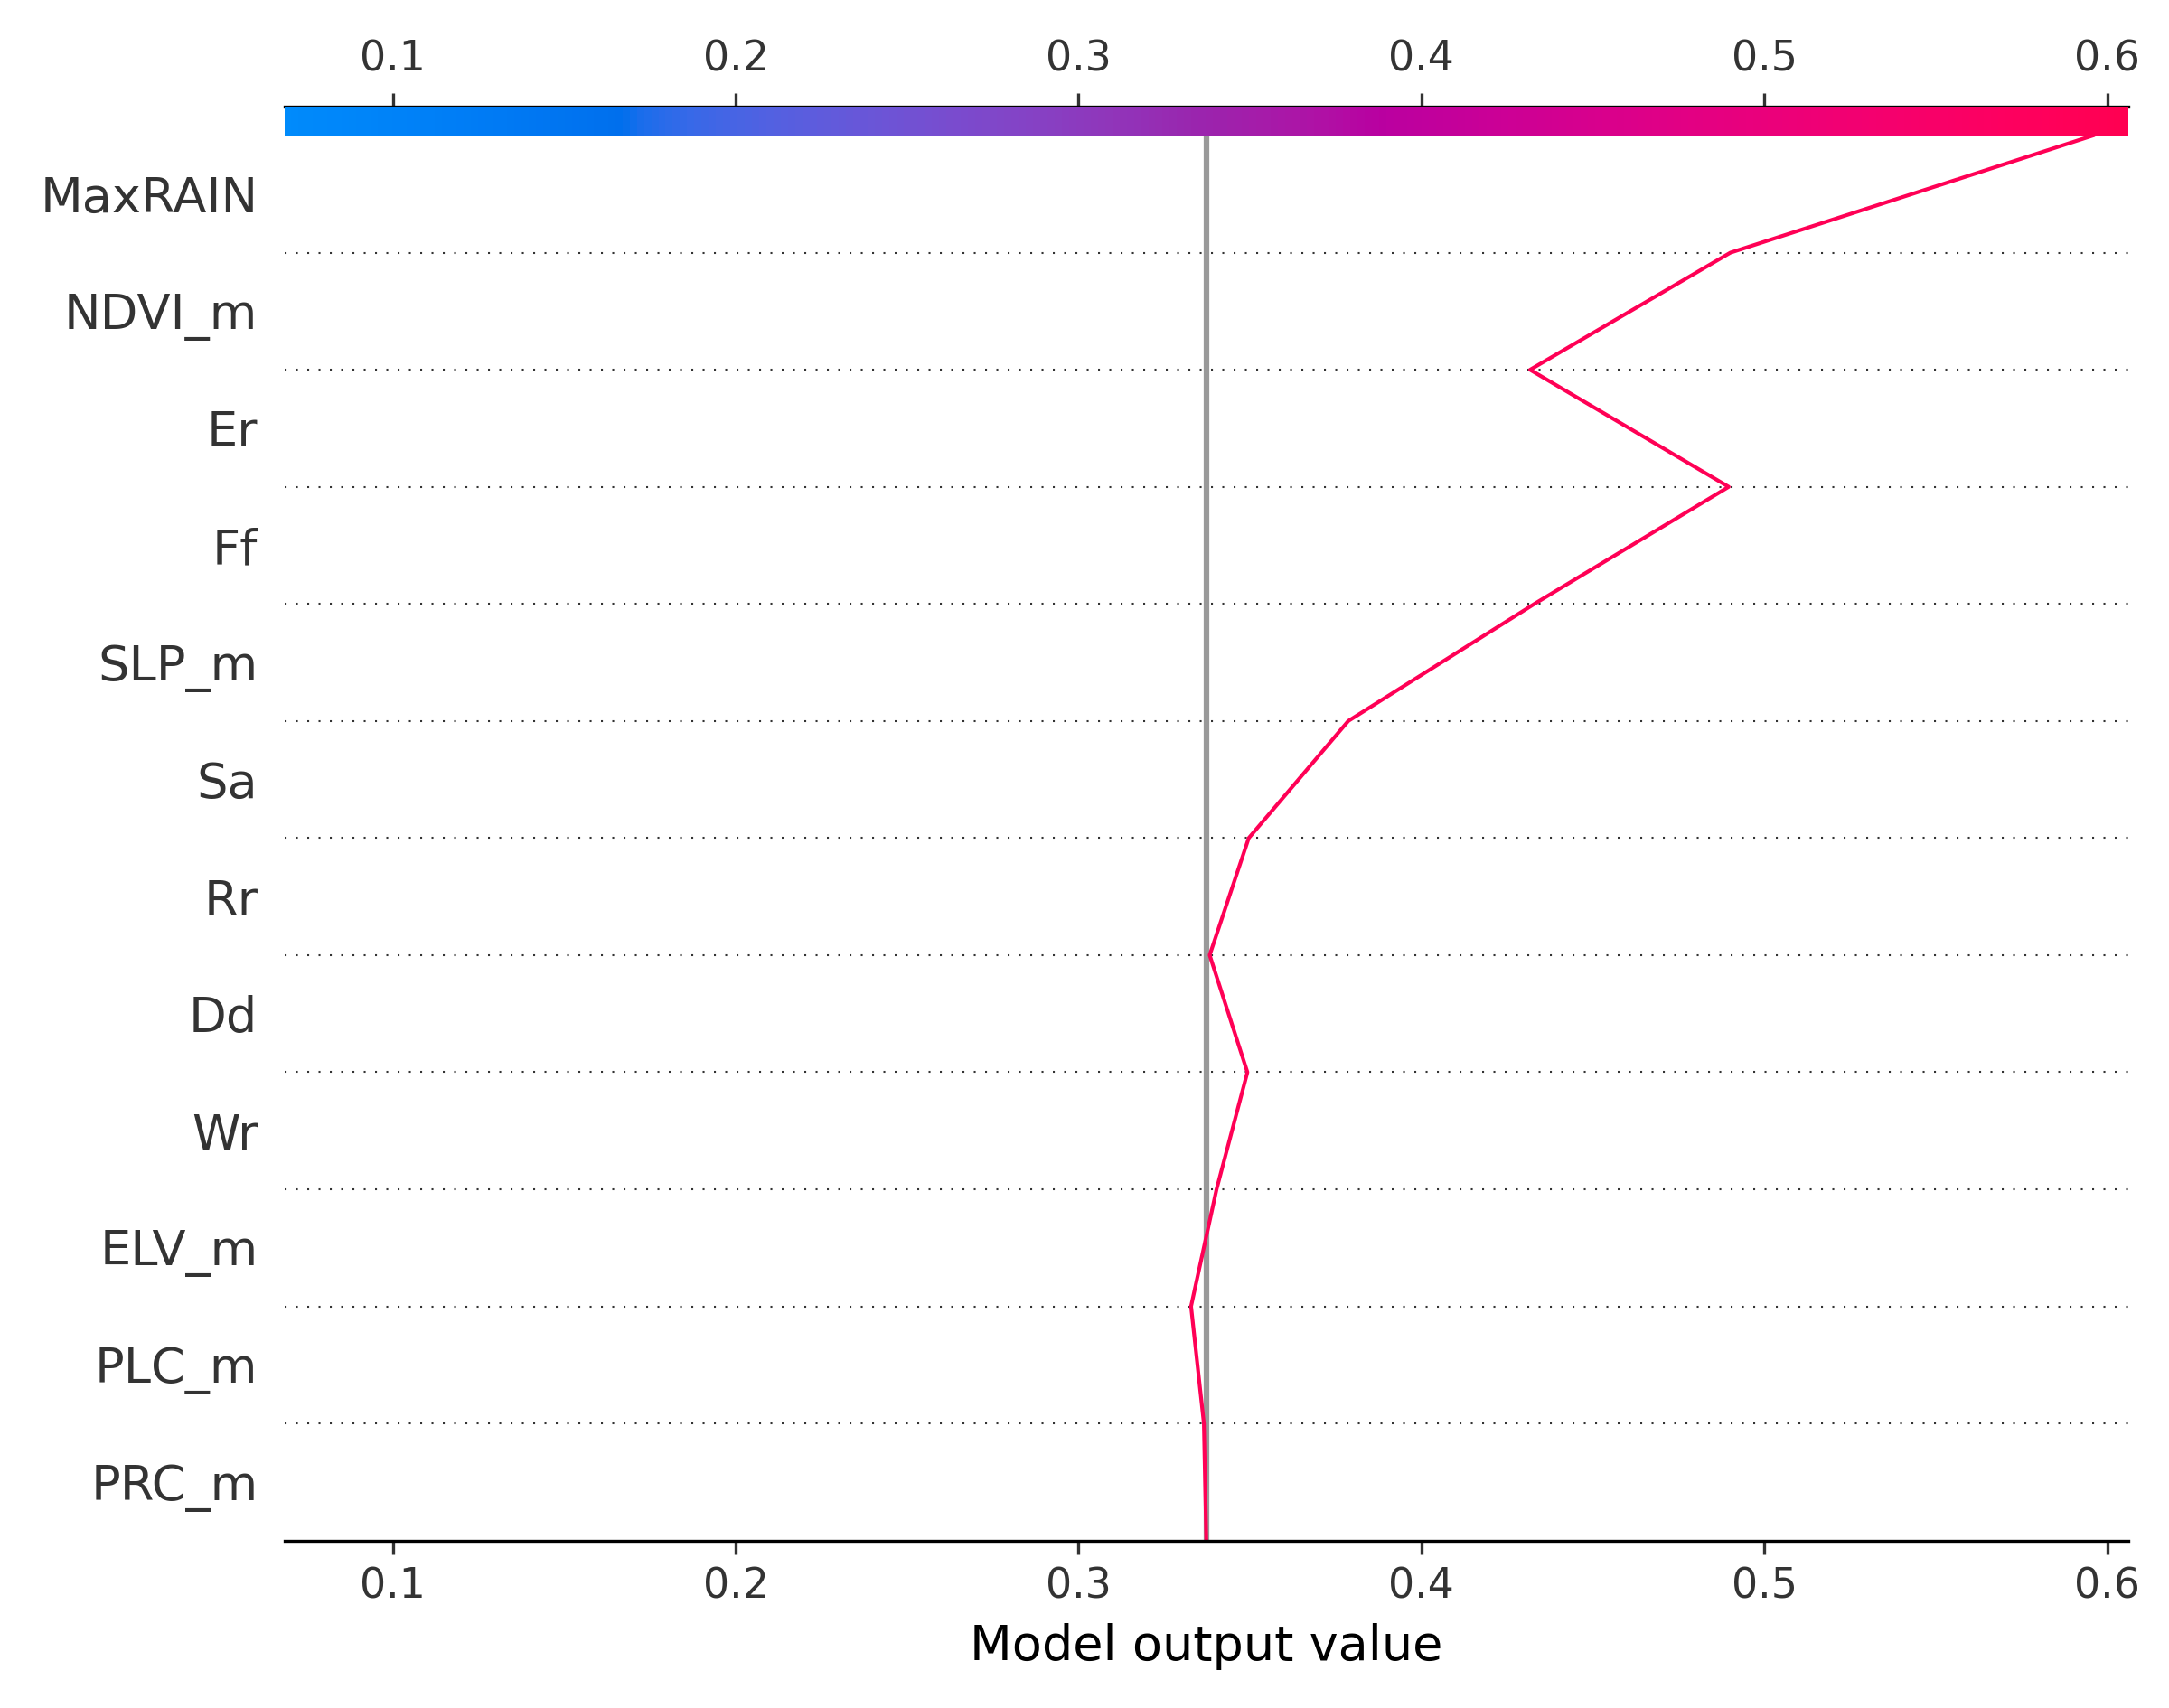 0.1 0.2 0.3 0.4 0.5 0.6
MaxRAIN
NDVI_m
Er
Ff
SLP_m
Sa
Rr
Dd
Wr
ELV_m
PLC_m
PRC_m
0.1 0.2 0.3 0.4 0.5 0.6
Model output value